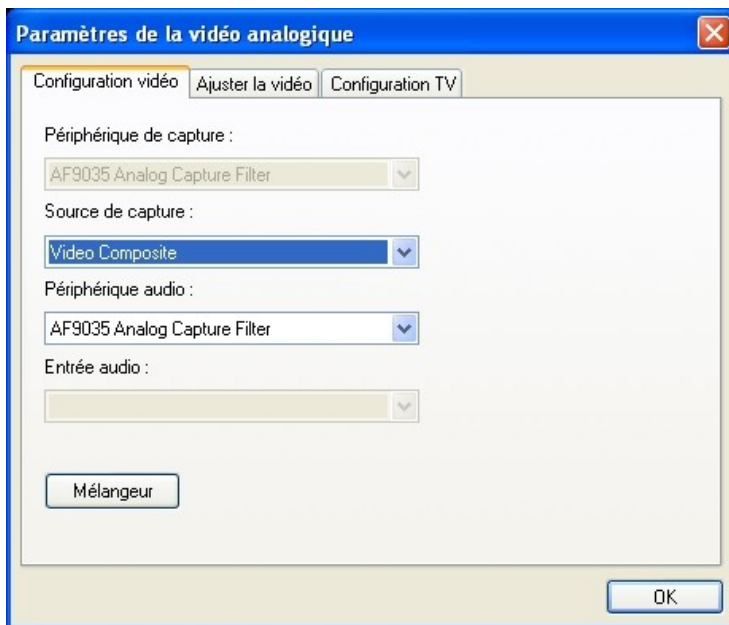 Paramètres de la vidéo analogique
Configuration vidéo Ajuster la vidéo Configuration TV
Périphérique de capture :
AF9035 Analog Capture Filter
Source de capture :
Video Composite
Périphérique audio :
AF9035 Analog Capture Filter
Entrée audio :
Mélangeur
OK